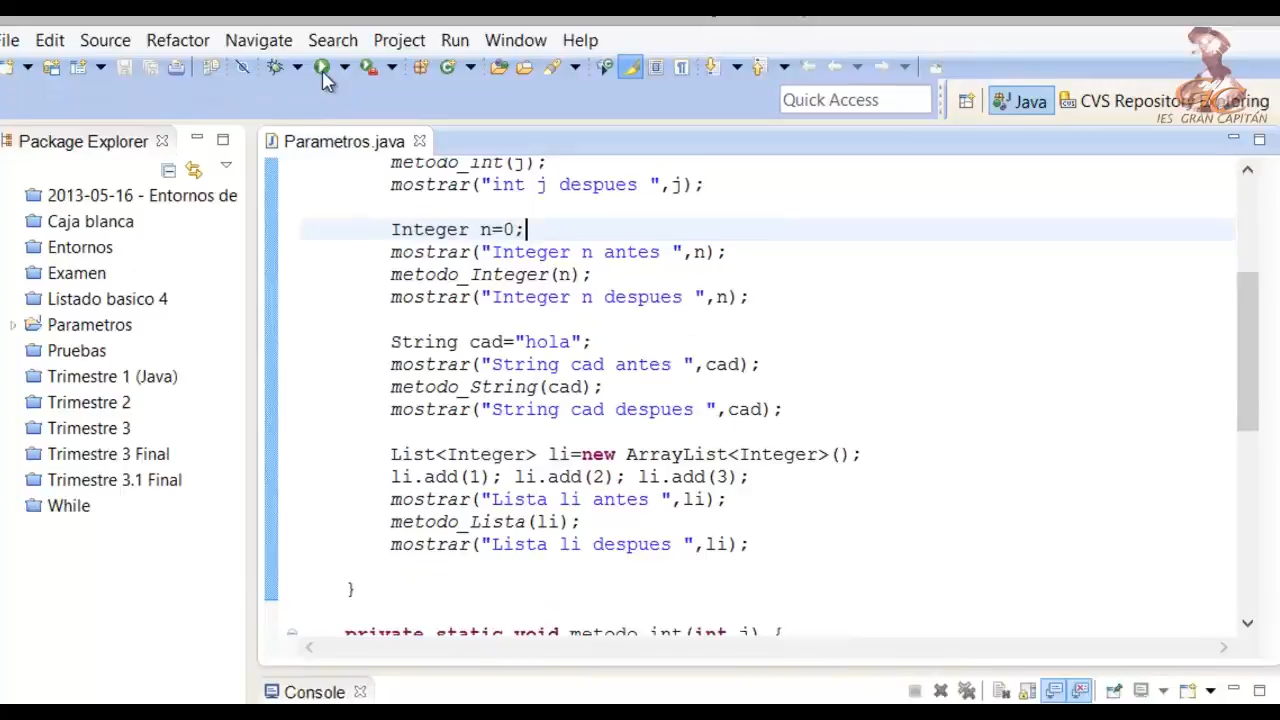 File Edit Source Refactor Navigate Search Project Run Window Help
Quick Access
Java
CVS Repository Exploring
IES GRAN CAPITÁN
Package Explorer
Parametros.java
2013-05-16 - Entornos de
Caja blanca
Entornos
Examen
Listado basico 4
Parametros
Pruebas
Trimestre 1 (Java)
Trimestre 2
Trimestre 3
Trimestre 3 Final
Trimestre 3.1 Final
While
metodo_int(j);
mostrar("int j despues ",j);
Integer n=0;
mostrar("Integer n antes ",n);
metodo_Integer(n);
mostrar("Integer n despues ",n);
String cad="hola";
mostrar("String cad antes ",cad);
metodo_String(cad);
mostrar("String cad despues ",cad);
List<Integer> li=new ArrayList<Integer>();
li.add(1); li.add(2); li.add(3);
mostrar("Lista li antes ",li);
metodo_Lista(li);
mostrar("Lista li despues ",li);
}
private static void metodo_int(int j) {
Console